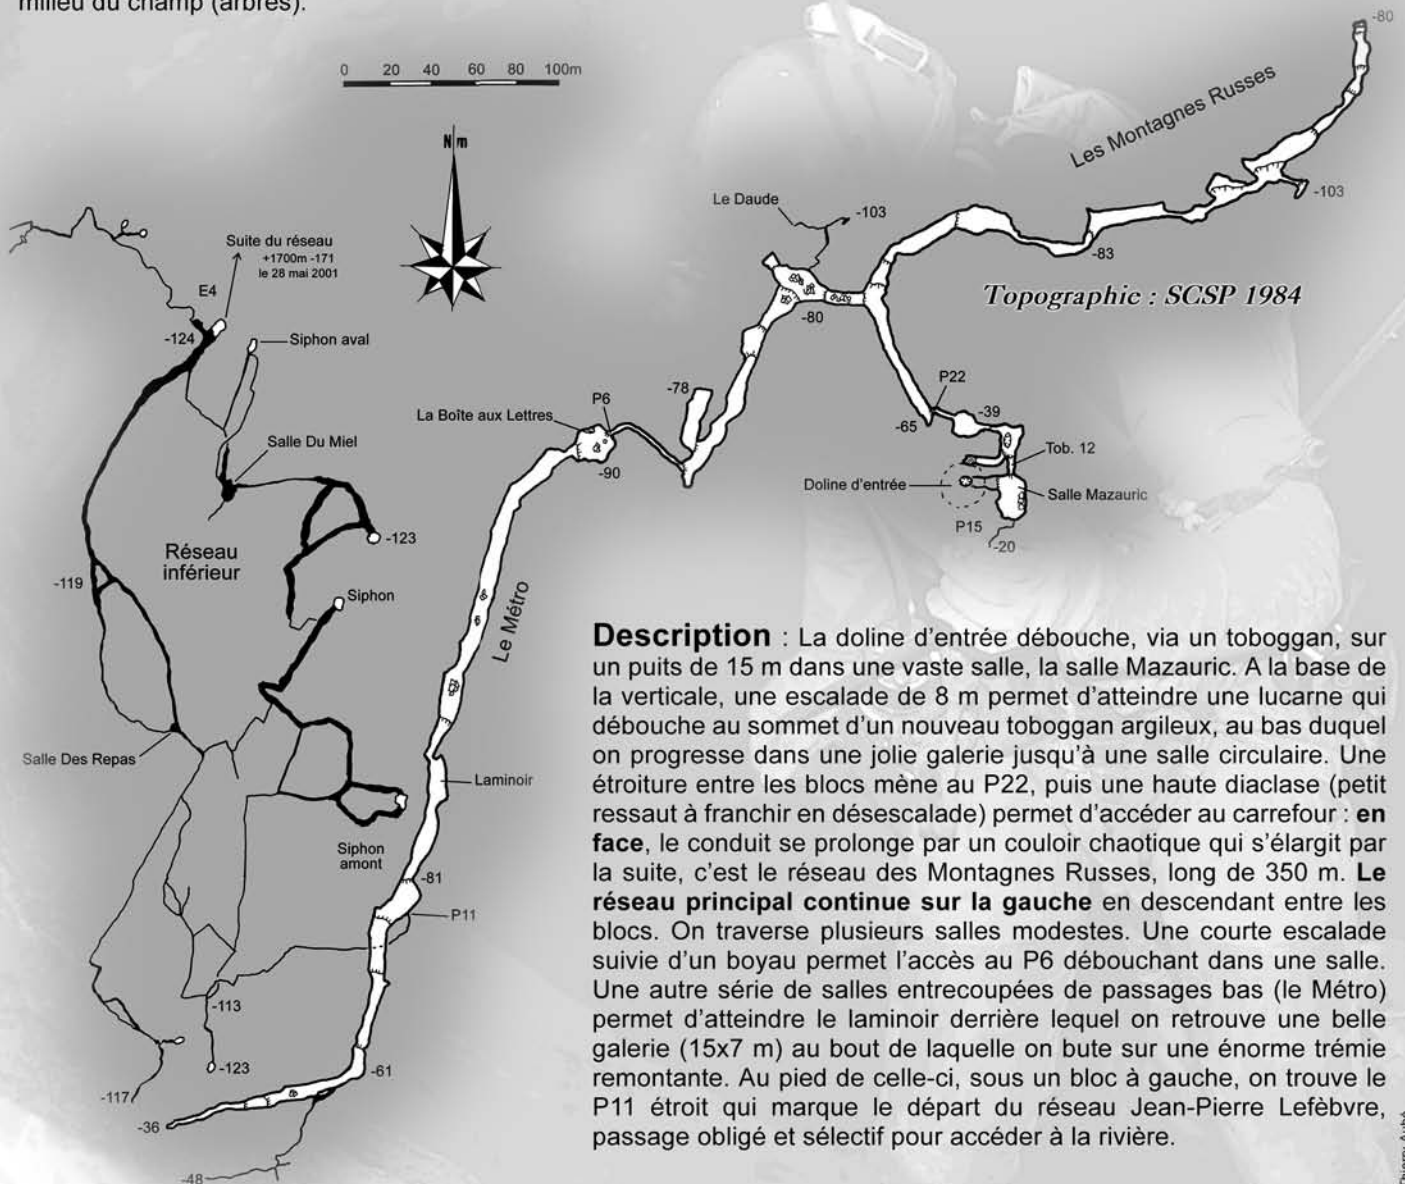 milieu du champ (arbres).
0 20 40 60 80 100m
Nm
-80
Les Montagnes Russes
-103
Le Daude
-103
-83
Topographie : SCSP 1984
Suite du réseau
+1700m -171
le 28 mai 2001
E4
-124
Siphon aval
-80
-78
P22
P6
La Boîte aux Lettres
-39
-65
-90
Salle Du Miel
Tob. 12
Doline d'entrée
Salle Mazauric
P15
-20
-123
Réseau
inférieur
-119
Siphon
Le Métro
Salle Des Repas
Laminoir
Siphon
amont
-81
P11
-113
-123
-61
-117
-36
-48
Description : La doline d'entrée débouche, via un toboggan, sur
un puits de 15 m dans une vaste salle, la salle Mazauric. A la base de
la verticale, une escalade de 8 m permet d'atteindre une lucarne qui
débouche au sommet d'un nouveau toboggan argileux, au bas duquel
on progresse dans une jolie galerie jusqu'à une salle circulaire. Une
étroiture entre les blocs mène au P22, puis une haute diaclase (petit
ressaut à franchir en désescalade) permet d'accéder au carrefour : en
face, le conduit se prolonge par un couloir chaotique qui s'élargit par
la suite, c'est le réseau des Montagnes Russes, long de 350 m. Le
réseau principal continue sur la gauche en descendant entre les
blocs. On traverse plusieurs salles modestes. Une courte escalade
suivie d'un boyau permet l'accès au P6 débouchant dans une salle.
Une autre série de salles entrecoupées de passages bas (le Métro)
permet d'atteindre le laminoir derrière lequel on retrouve une belle
galerie (15x7 m) au bout de laquelle on bute sur une énorme trémie
remontante. Au pied de celle-ci, sous un bloc à gauche, on trouve le
P11 étroit qui marque le départ du réseau Jean-Pierre Lefèbvre,
passage obligé et sélectif pour accéder à la rivière.